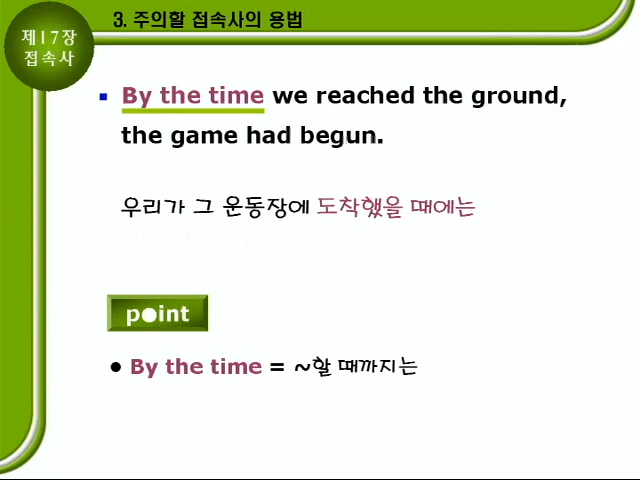 3. 주의할 접속사의 용법
제17장
접속사
By the time we reached the ground,
the game had begun.
우리가 그 운동장에 도착했을 때에는
point
• By the time = ~할 때까지는